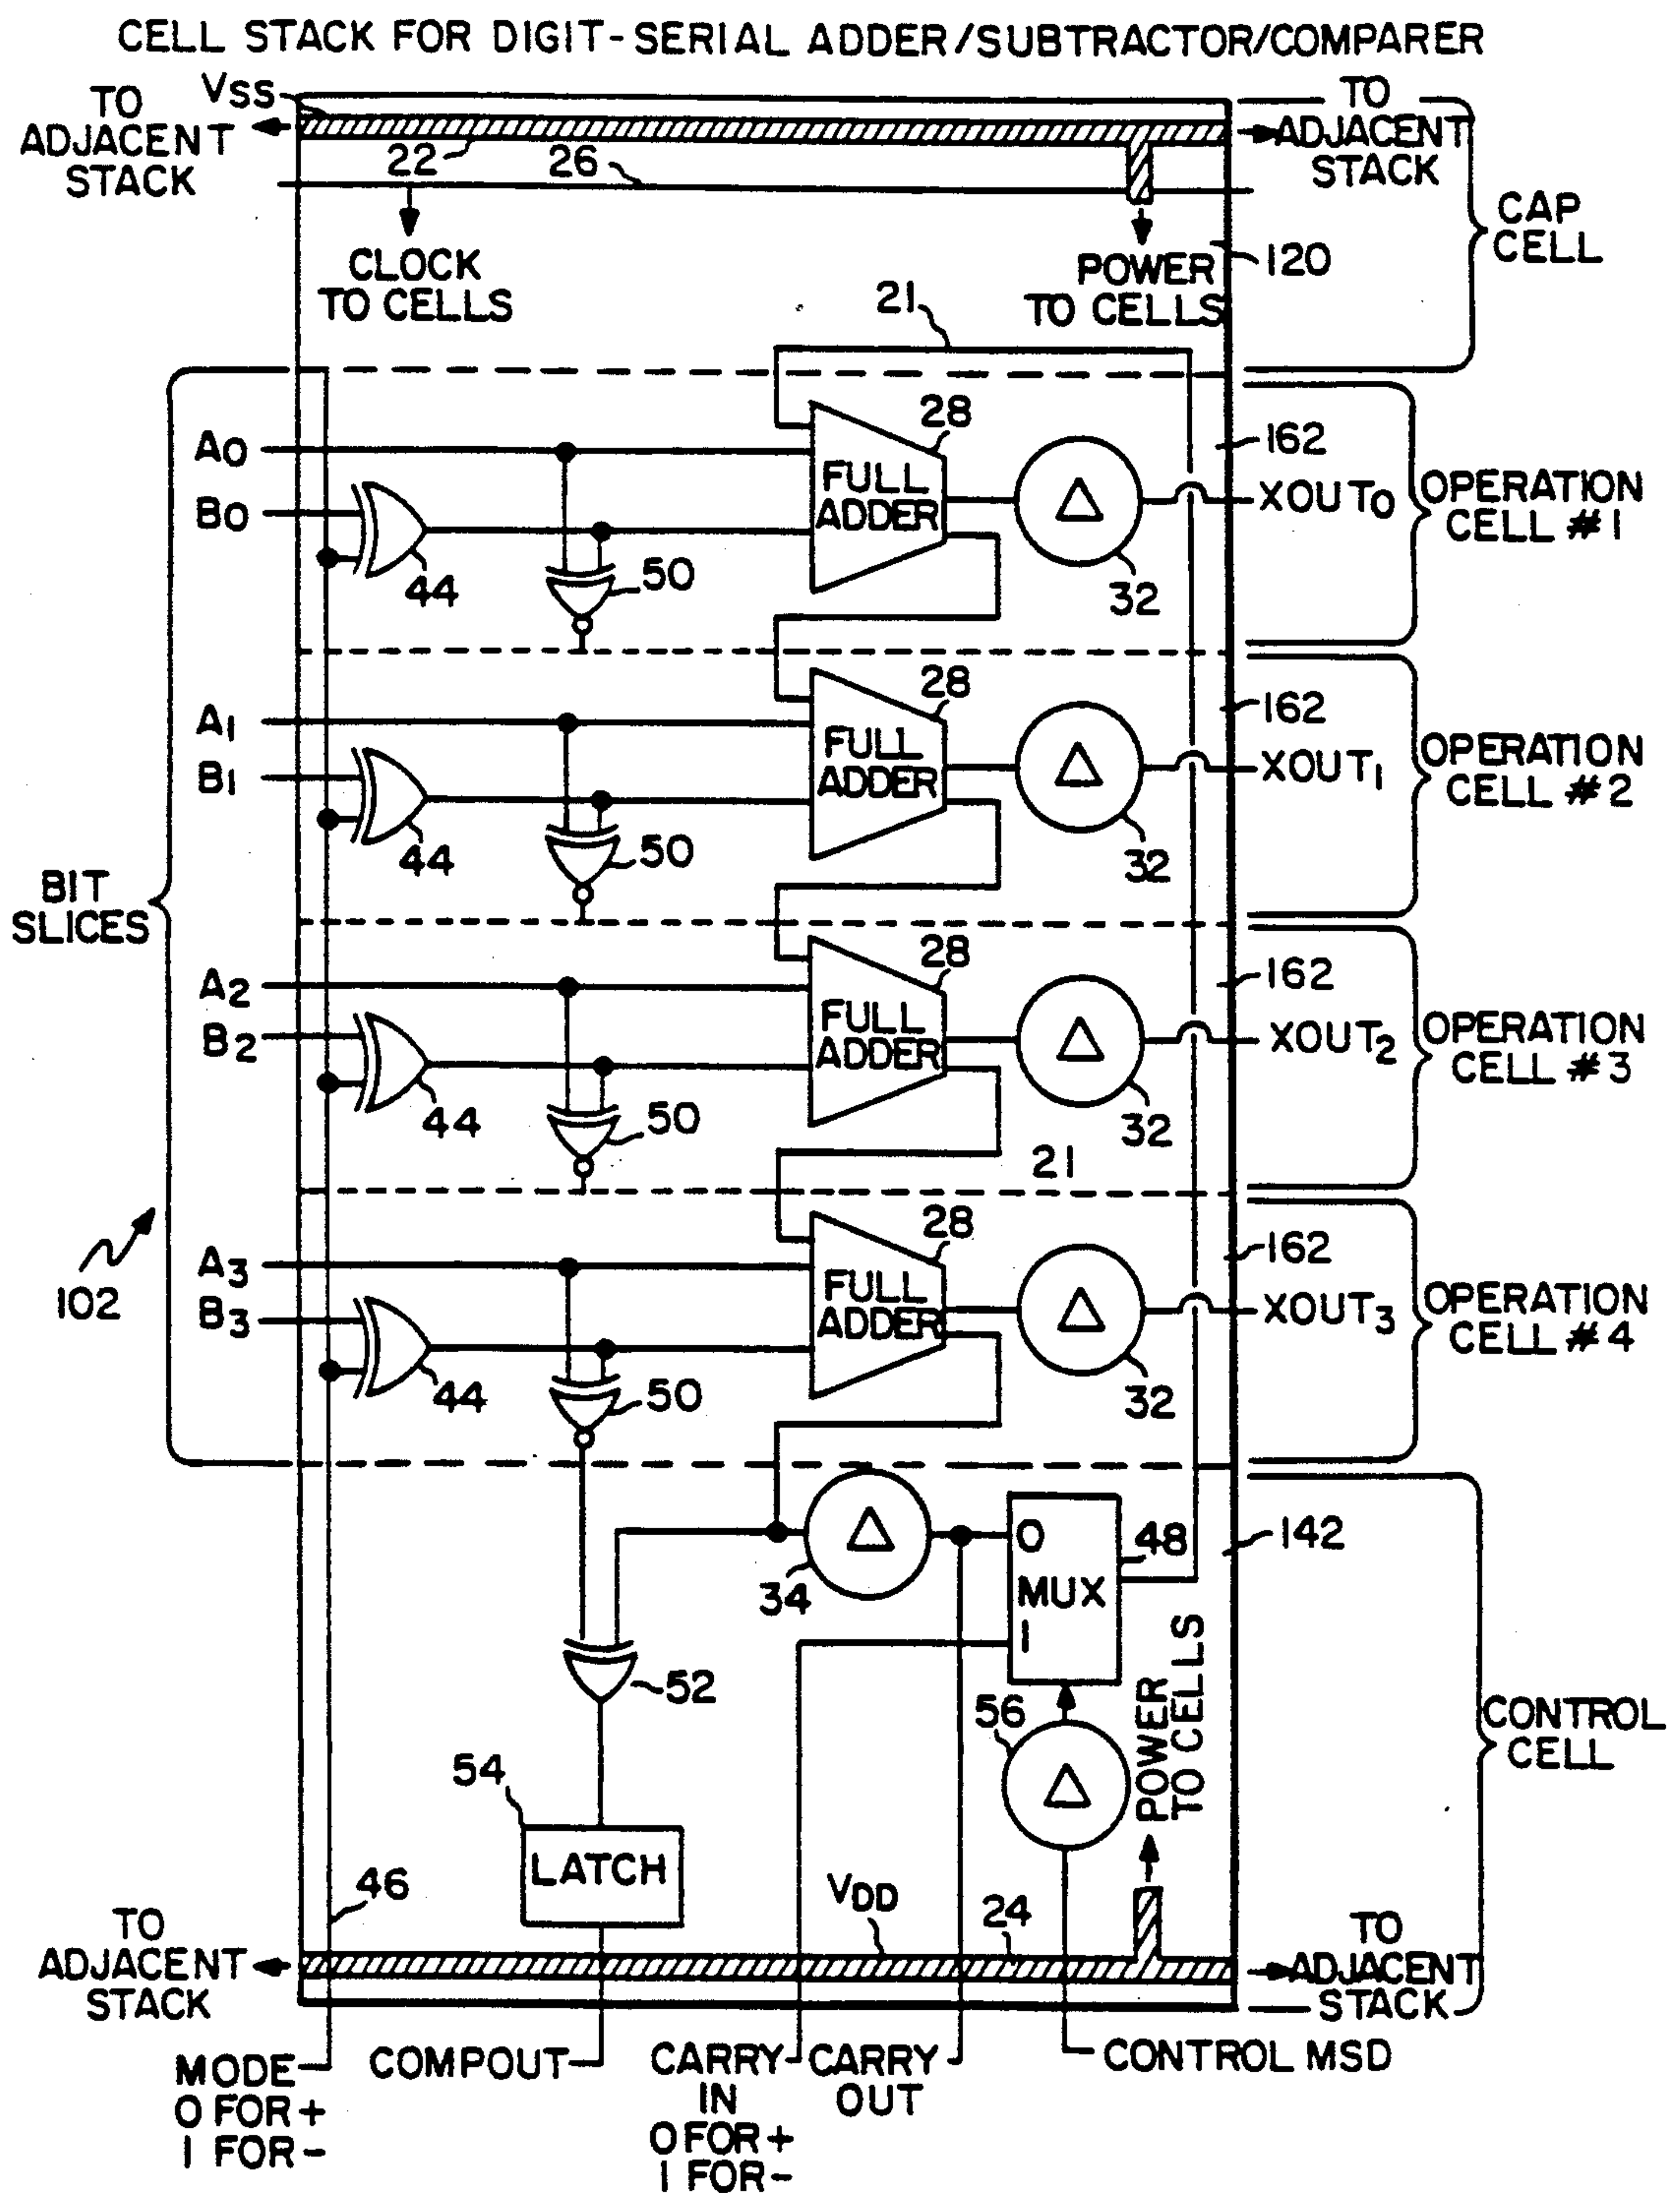 CELL STACK FOR DIGIT-SERIAL ADDER/SUBTRACTOR/COMPARER
VSS
TO
ADJACENT
STACK
TO
ADJACENT
STACK
22
26
CLOCK
TO CELLS
POWER
TO CELLS
120
CAP
CELL
21
A0
B0
44
50
28
FULL
ADDER
Δ
32
162
XOUT0
OPERATION
CELL #1
A1
B1
44
50
28
FULL
ADDER
Δ
32
162
XOUT1
OPERATION
CELL #2
BIT
SLICES
A2
B2
44
50
28
FULL
ADDER
Δ
32
162
XOUT2
OPERATION
CELL #3
21
102
A3
B3
44
50
28
FULL
ADDER
Δ
32
162
XOUT3
OPERATION
CELL #4
Δ
34
0
MUX
1
48
142
52
56
Δ
POWER
TO CELLS
CONTROL
CELL
54
LATCH
46
VDD
24
TO
ADJACENT
STACK
TO
ADJACENT
STACK
MODE
0 FOR +
1 FOR -
COMPOUT
CARRY
IN
0 FOR +
1 FOR -
CARRY
OUT
CONTROL MSD